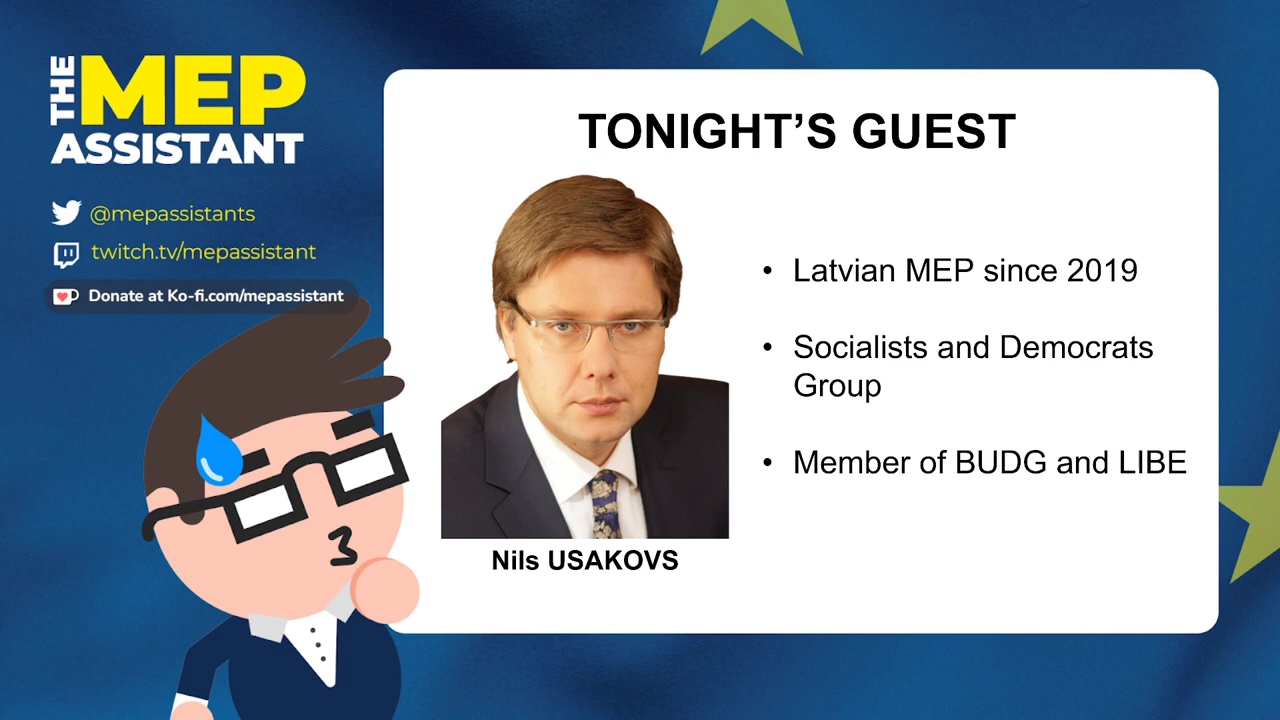 THE
MEP
ASSISTANT
@mepassistants
twitch.tv/mepassistant
Donate at Ko-fi.com/mepassistant
TONIGHT’S GUEST
Nils USAKOVS
• Latvian MEP since 2019
• Socialists and Democrats
Group
• Member of BUDG and LIBE